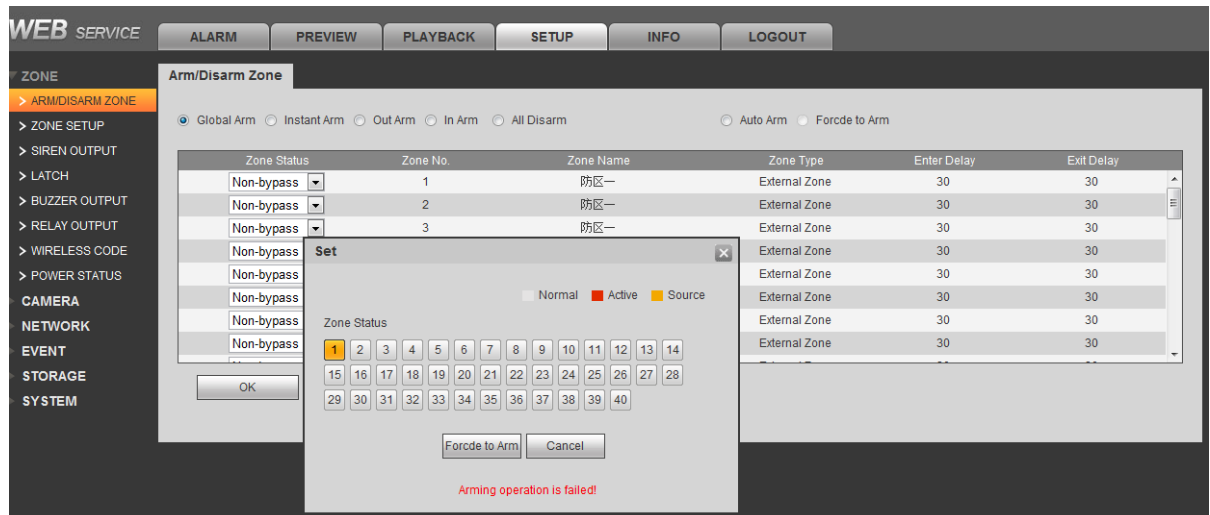 WEB SERVICE
ALARM PREVIEW PLAYBACK SETUP INFO LOGOUT
ZONE
> ARM/DISARM ZONE
> ZONE SETUP
> SIREN OUTPUT
> LATCH
> BUZZER OUTPUT
> RELAY OUTPUT
> WIRELESS CODE
> POWER STATUS
CAMERA
NETWORK
EVENT
STORAGE
SYSTEM
Arm/Disarm Zone
Global Arm Instant Arm Out Arm In Arm All Disarm Auto Arm Forcde to Arm
Zone Status Zone No. Zone Name Zone Type Enter Delay Exit Delay
Non-bypass 1 防区一 External Zone 30 30
Non-bypass 2 防区一 External Zone 30 30
Non-bypass 3 防区一 External Zone 30 30
Non-bypass External Zone 30 30
Non-bypass External Zone 30 30
Non-bypass External Zone 30 30
Non-bypass External Zone 30 30
Non-bypass External Zone 30 30
OK
Set
Normal Active Source
Zone Status
1 2 3 4 5 6 7 8 9 10 11 12 13 14
15 16 17 18 19 20 21 22 23 24 25 26 27 28
29 30 31 32 33 34 35 36 37 38 39 40
Forcde to Arm Cancel
Arming operation is failed!